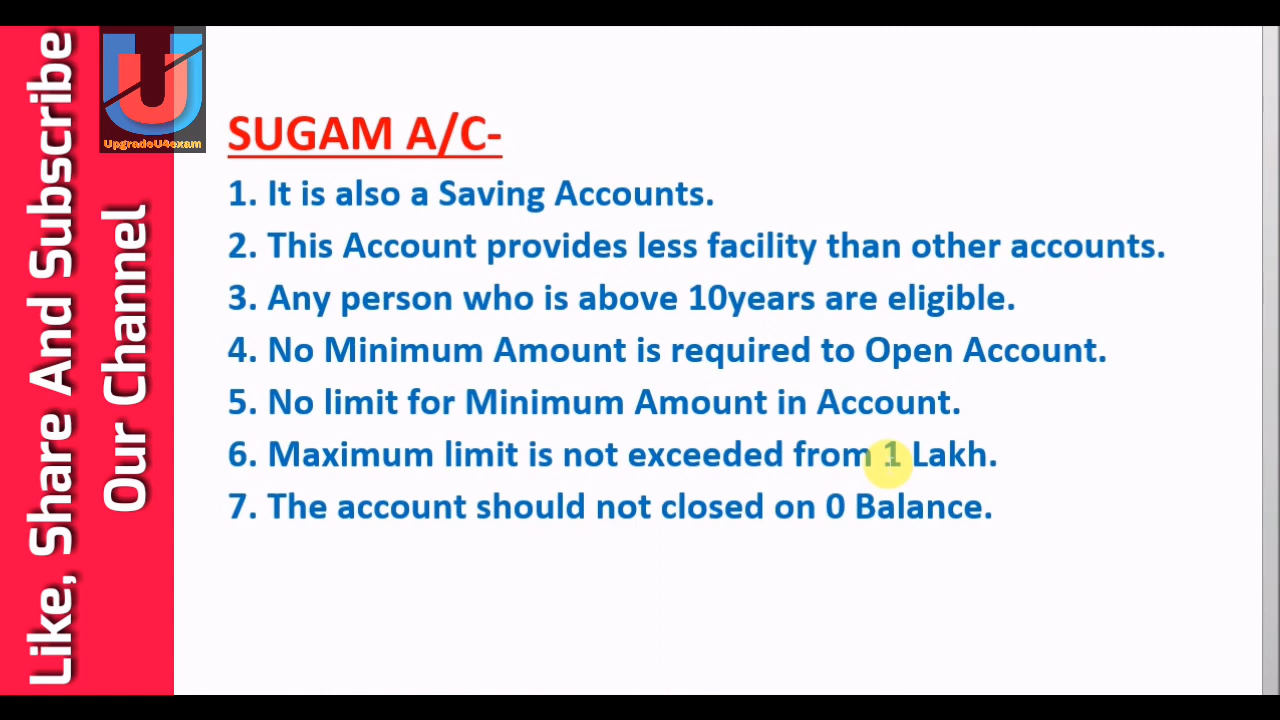 Like, Share And Subscribe
Our Channel
UpgradeU4exam
SUGAM A/C-
1. It is also a Saving Accounts.
2. This Account provides less facility than other accounts.
3. Any person who is above 10years are eligible.
4. No Minimum Amount is required to Open Account.
5. No limit for Minimum Amount in Account.
6. Maximum limit is not exceeded from 1 Lakh.
7. The account should not closed on 0 Balance.